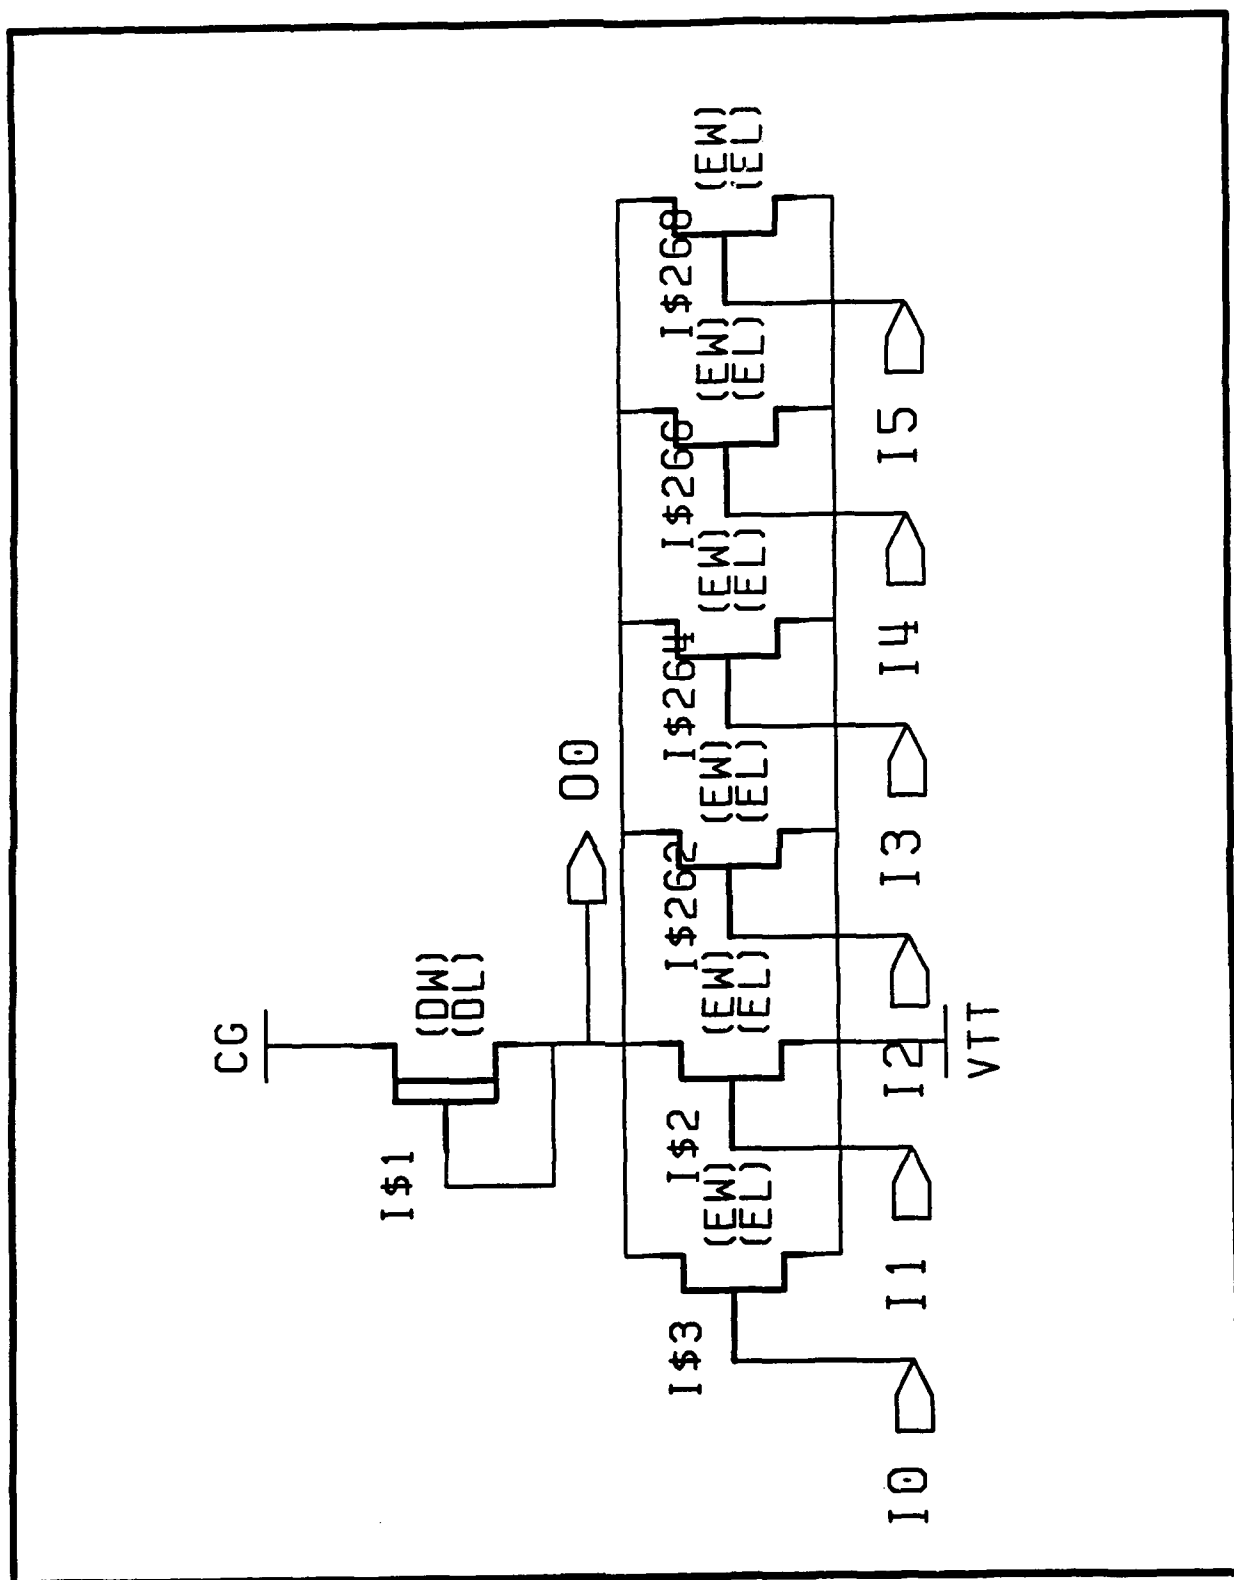 CG
I$1
(DW)
(DL)
O0
I$3
(EW)
(EL)
I$2
(EW)
(EL)
I$262
(EW)
(EL)
I$264
(EW)
(EL)
I$266
(EW)
(EL)
I$268
(EW)
(EL)
I0
I1
I2
I3
I4
I5
VTT